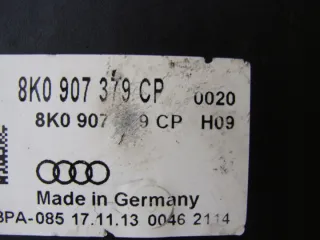 8K0 907 379 CP 0020
8K0 907 9 CP H09
Made in Germany
BPA-085 17.11.13 0046 2114